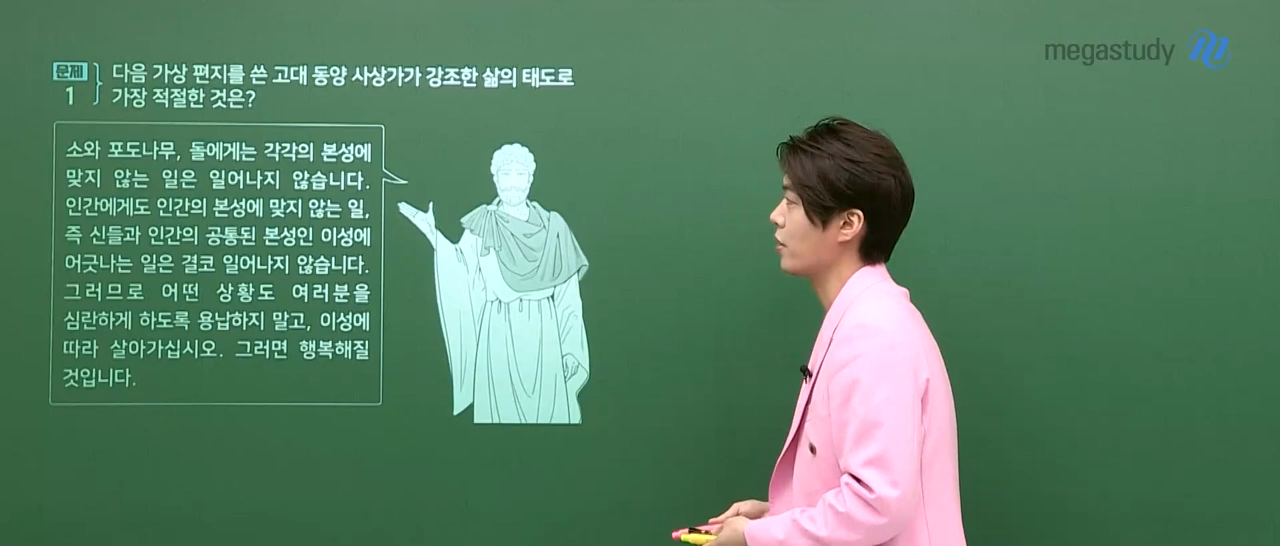 megastudy
문제
1
다음 가상 편지를 쓴 고대 동양 사상가가 강조한 삶의 태도로
가장 적절한 것은?
소와 포도나무, 돌에게는 각각의 본성에
맞지 않는 일은 일어나지 않습니다.
인간에게도 인간의 본성에 맞지 않는 일,
즉 신들과 인간의 공통된 본성인 이성에
어긋나는 일은 결코 일어나지 않습니다.
그러므로 어떤 상황도 여러분을
심란하게 하도록 용납하지 말고, 이성에
따라 살아가십시오. 그러면 행복해질
것입니다.